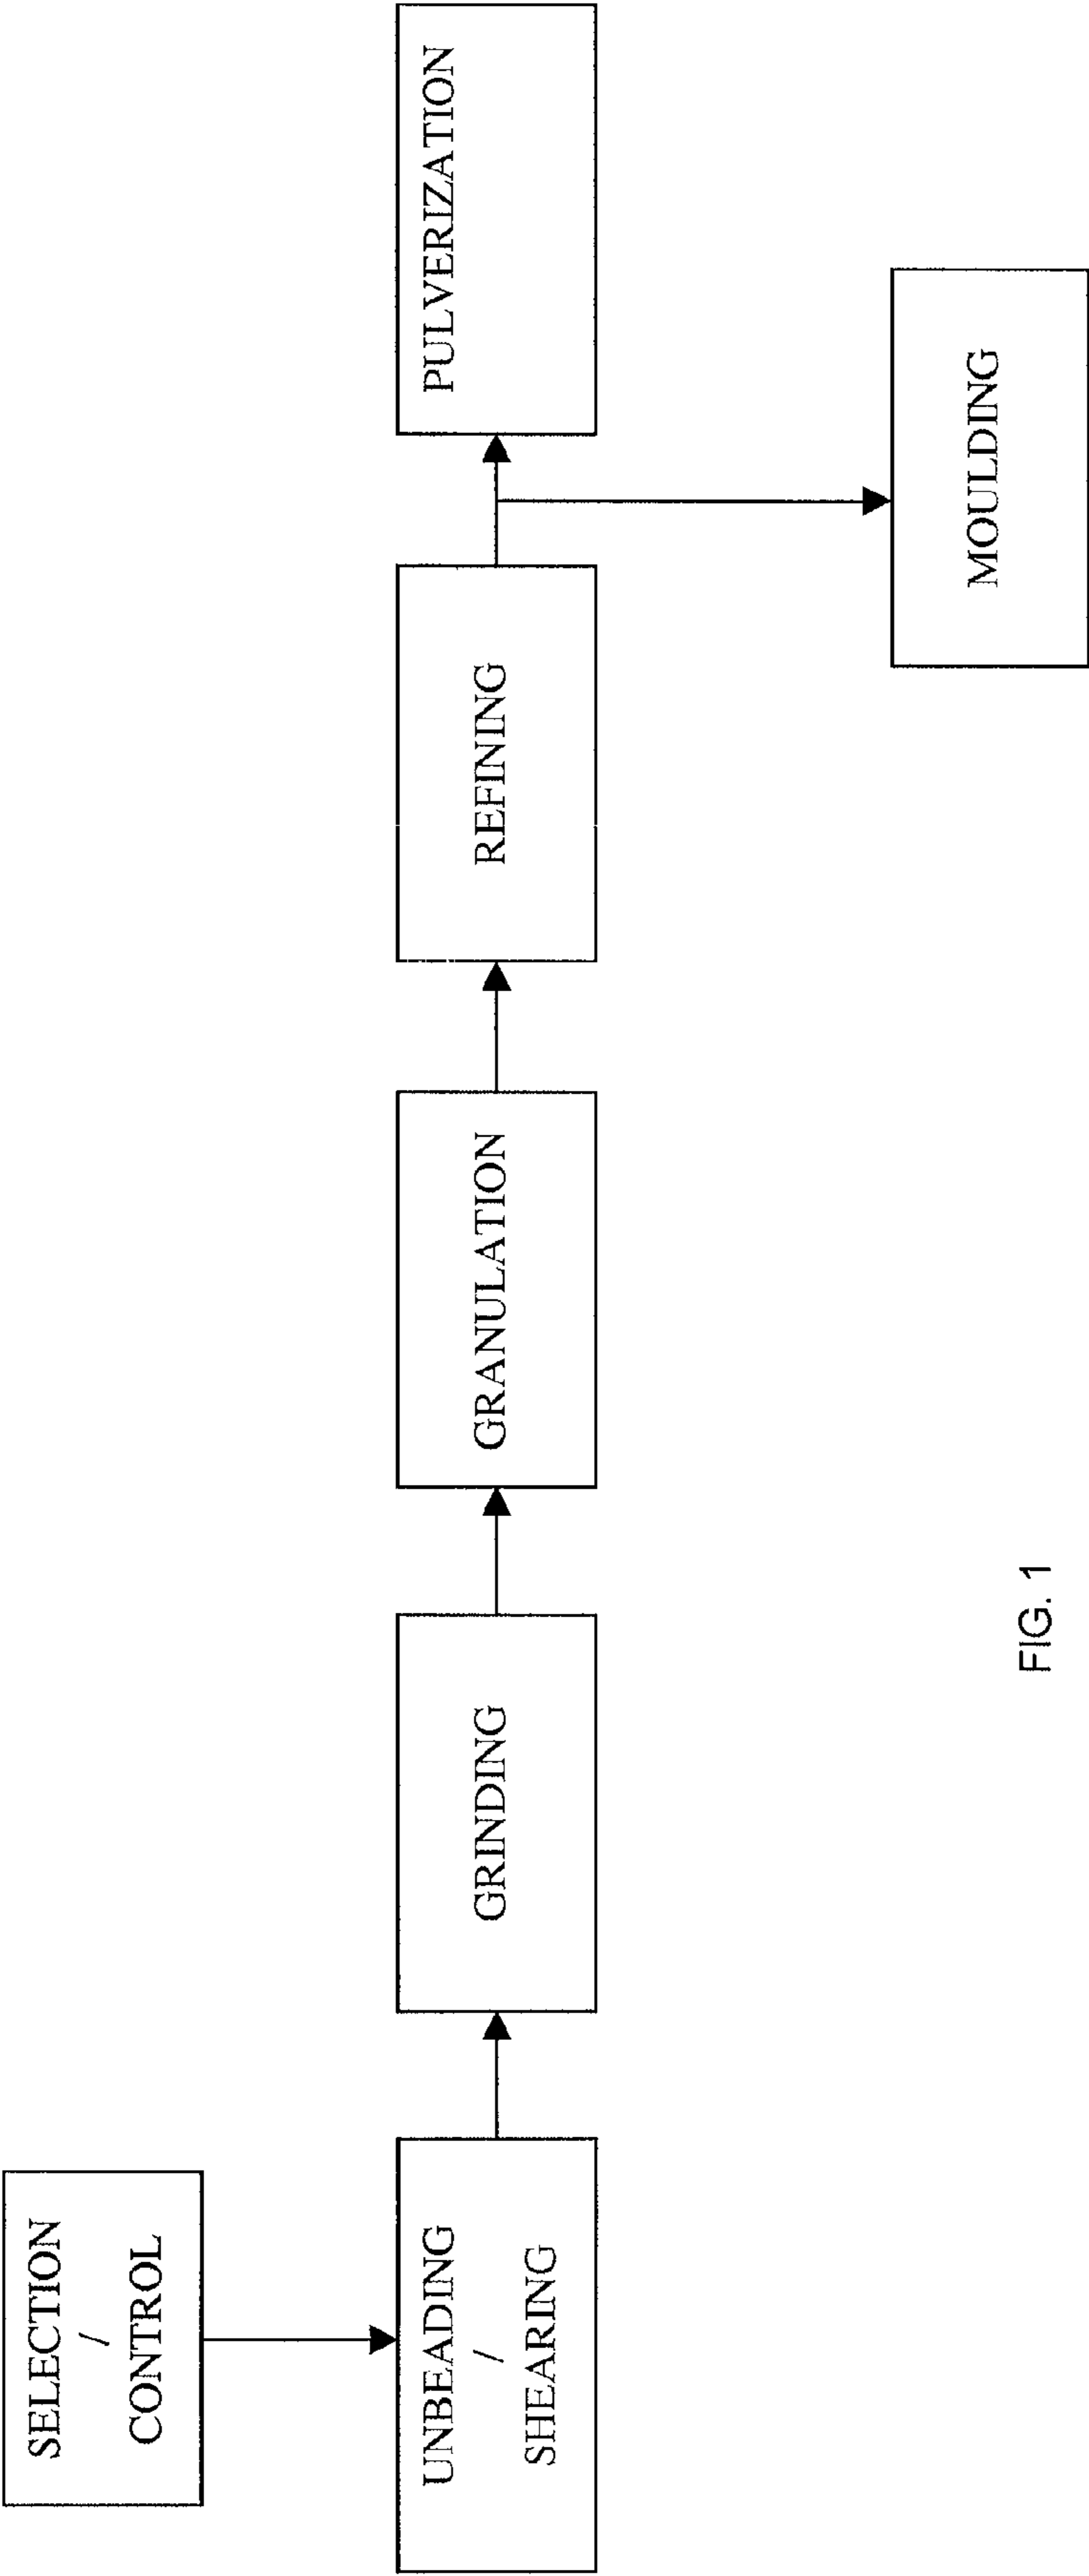 SELECTION
/
CONTROL
UNBEADING
/
SHEARING
GRINDING
GRANULATION
REFINING
PULVERIZATION
MOULDING
FIG. 1